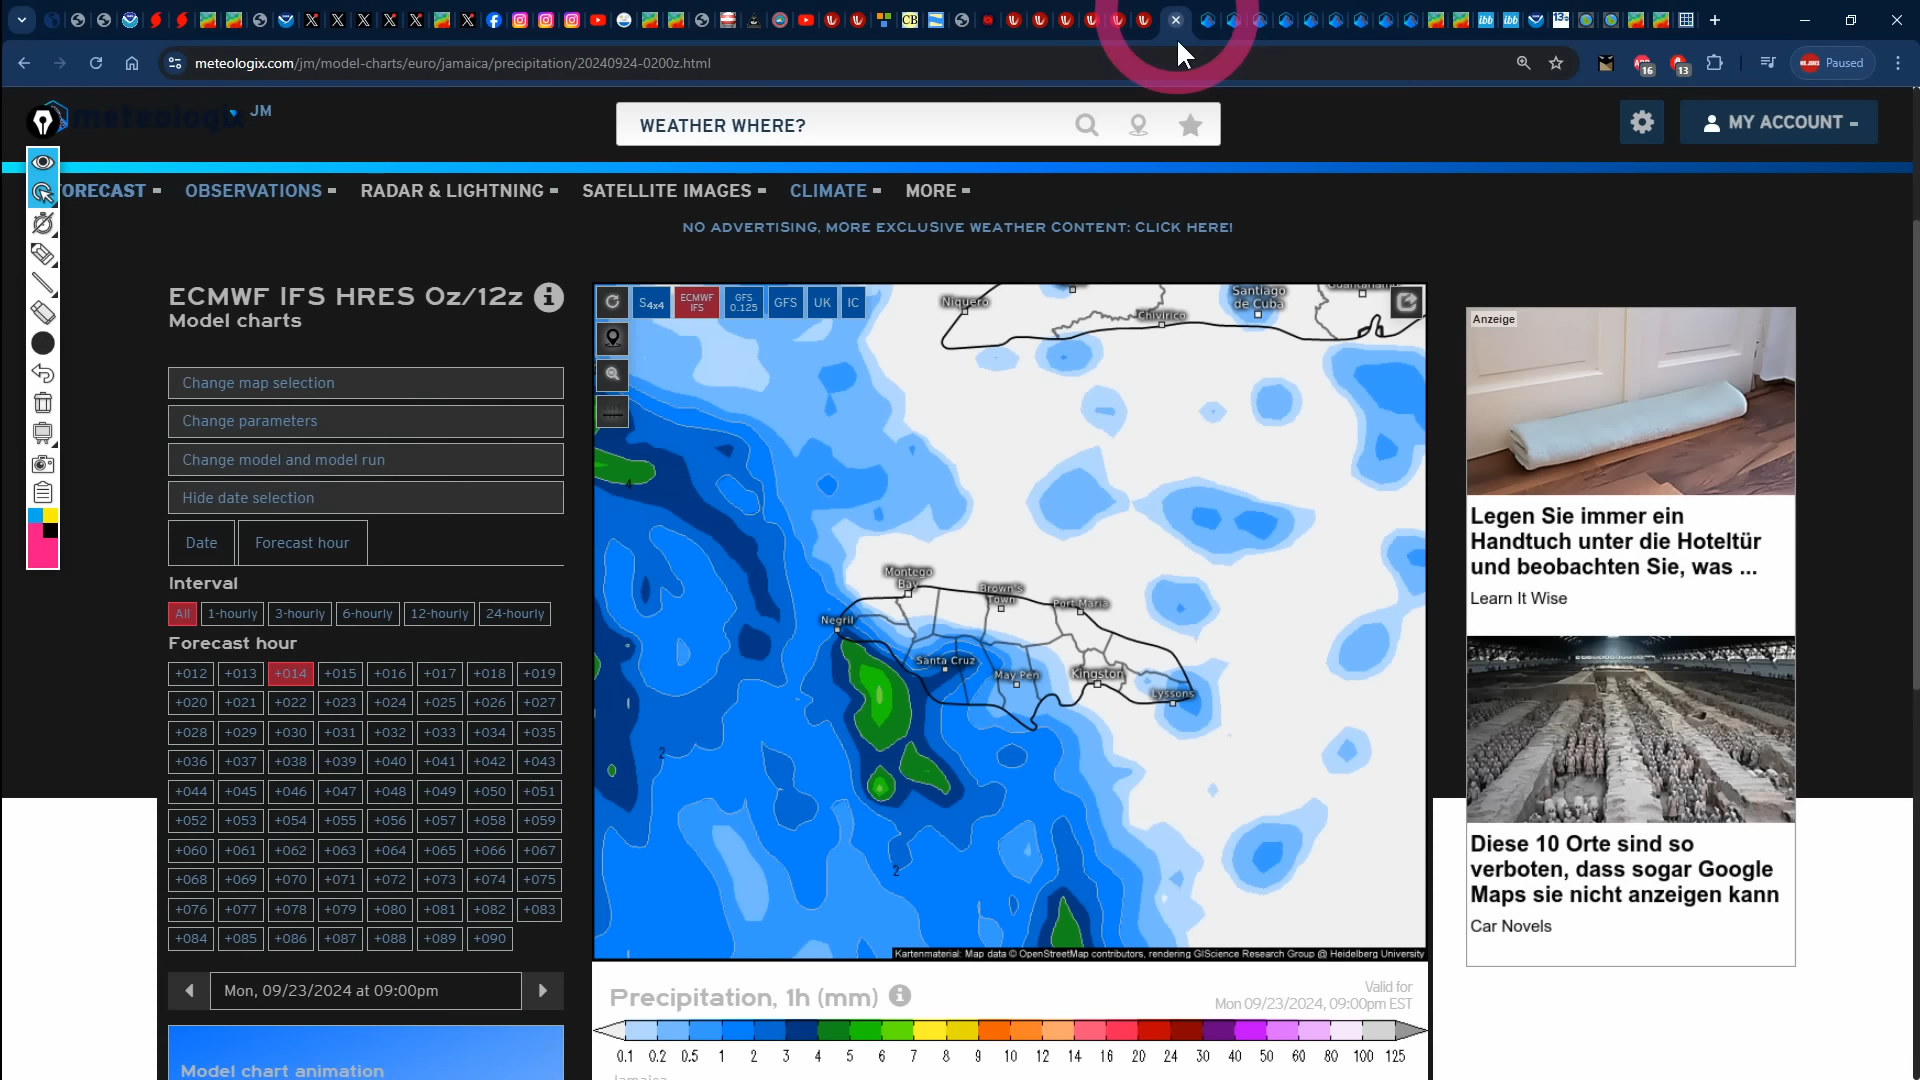 meteologix.com/jm/model-charts/euro/jamaica/precipitation/20240924-0200z.html
16
13
Paused
meteologix JM
WEATHER WHERE?
MY ACCOUNT
FORECAST OBSERVATIONS RADAR & LIGHTNING SATELLITE IMAGES CLIMATE MORE
NO ADVERTISING, MORE EXCLUSIVE WEATHER CONTENT: CLICK HERE!
ECMWF IFS HRES 0z/12z
Model charts
Change map selection
Change parameters
Change model and model run
Hide date selection
Date Forecast hour
Interval
All 1-hourly 3-hourly 6-hourly 12-hourly 24-hourly
Forecast hour
+012 +013 +014 +015 +016 +017 +018 +019
+020 +021 +022 +023 +024 +025 +026 +027
+028 +029 +030 +031 +032 +033 +034 +035
+036 +037 +038 +039 +040 +041 +042 +043
+044 +045 +046 +047 +048 +049 +050 +051
+052 +053 +054 +055 +056 +057 +058 +059
+060 +061 +062 +063 +064 +065 +066 +067
+068 +069 +070 +071 +072 +073 +074 +075
+076 +077 +078 +079 +080 +081 +082 +083
+084 +085 +086 +087 +088 +089 +090
Mon, 09/23/2024 at 09:00pm
Model chart animation
S4x4 ECMWF IFS GFS 0.125 GFS UK IC
Niquero
Chivirico
Santiago
de Cuba
Guantanamo
4
Montego
Bay
Brown's
Town
Port Maria
Negril
Santa Cruz
May Pen
Kingston
Lyssons
2
2
Kartenmaterial: Map data © OpenStreetMap contributors, rendering GIScience Research Group @ Heidelberg University
Precipitation, 1h (mm)
Valid for
Mon 09/23/2024, 09:00pm EST
0.1 0.2 0.5 1 2 3 4 5 6 7 8 9 10 12 14 16 20 24 30 40 50 60 80 100 125
Jamaica
Anzeige
Legen Sie immer ein
Handtuch unter die Hoteltür
und beobachten Sie, was ...
Learn It Wise
Diese 10 Orte sind so
verboten, dass sogar Google
Maps sie nicht anzeigen kann
Car Novels